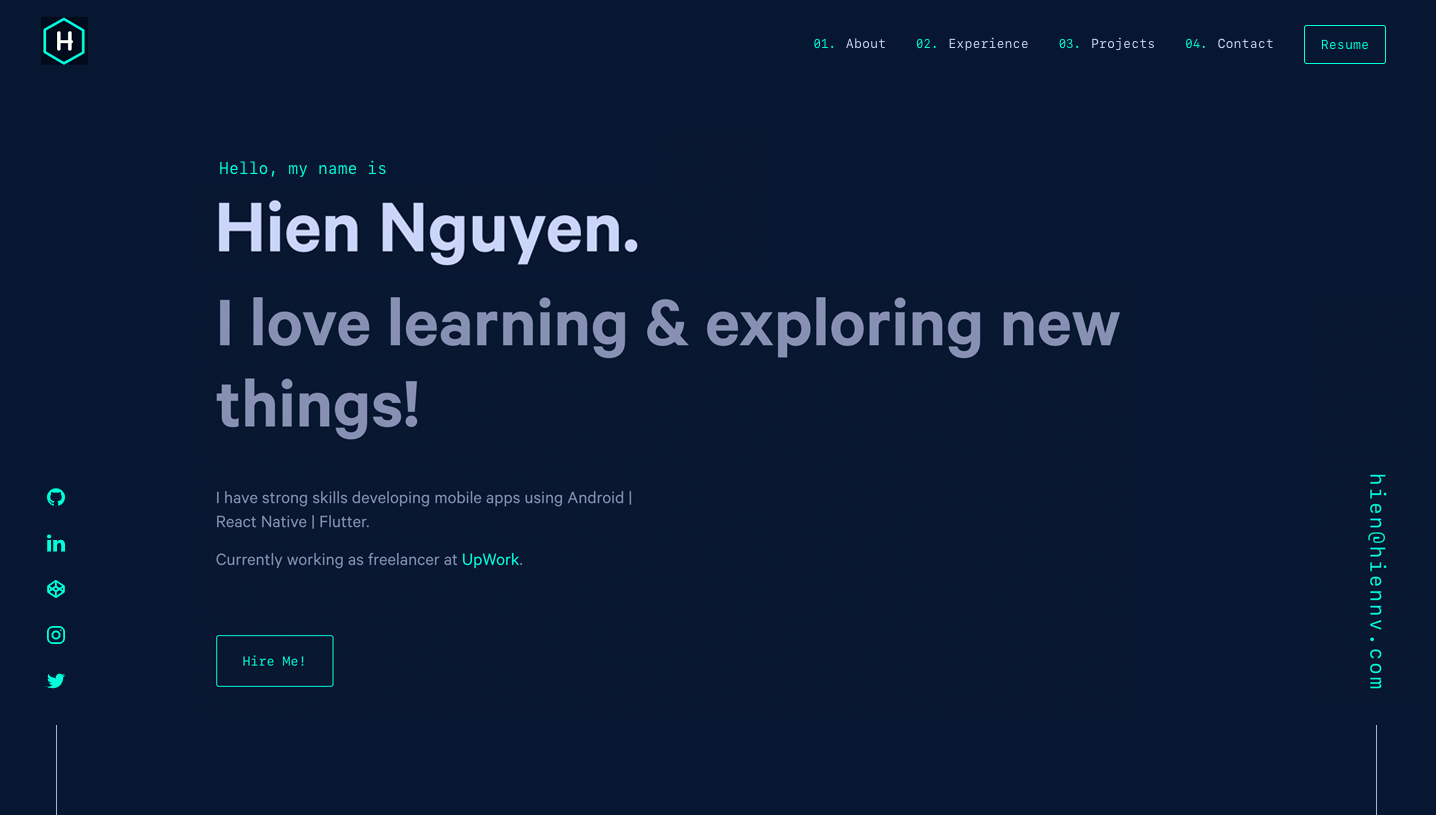 H
01. About 02. Experience 03. Projects 04. Contact Resume
Hello, my name is
Hien Nguyen.
I love learning & exploring new
things!
I have strong skills developing mobile apps using Android |
React Native | Flutter.
Currently working as freelancer at UpWork.
Hire Me!
in
hien@hiennv.com